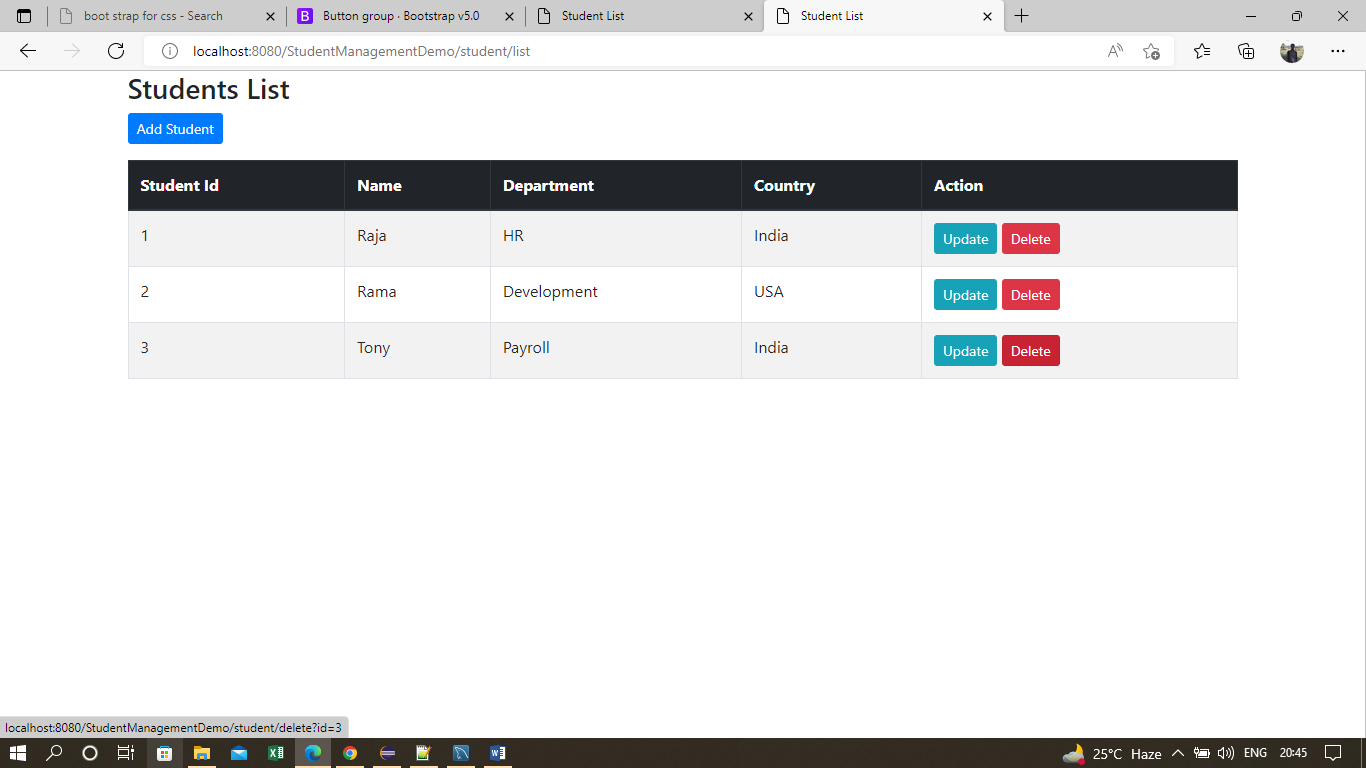 boot strap for css - Search
Button group · Bootstrap v5.0
Student List
Student List
localhost:8080/StudentManagementDemo/student/list
Students List
Add Student
Student Id Name Department Country Action
1 Raja HR India Update Delete
2 Rama Development USA Update Delete
3 Tony Payroll India Update Delete
localhost:8080/StudentManagementDemo/student/delete?id=3
25°C Haze ENG 20:45